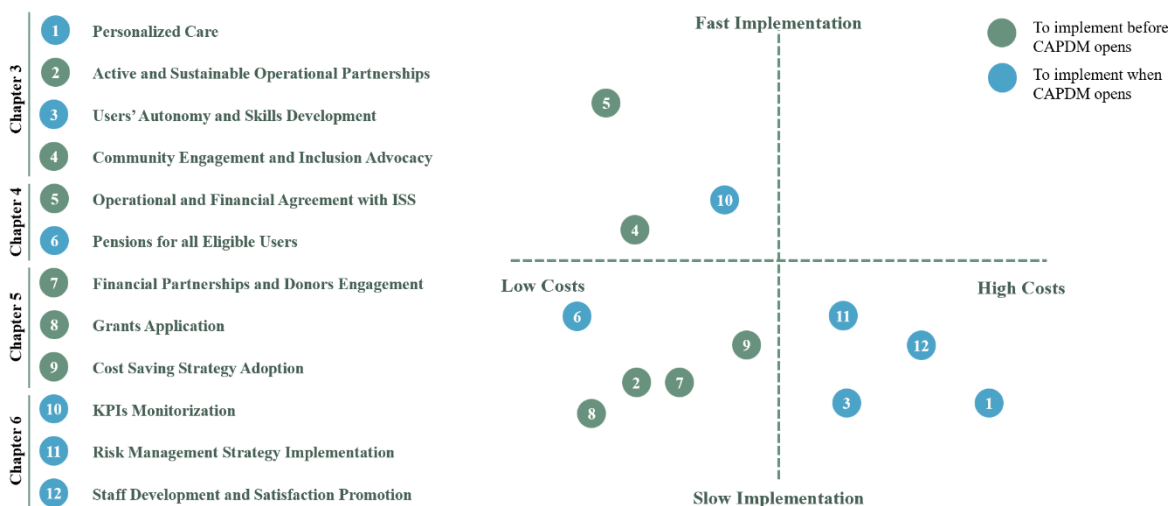 Chapter 3
1 Personalized Care
2 Active and Sustainable Operational Partnerships
3 Users' Autonomy and Skills Development
4 Community Engagement and Inclusion Advocacy
Chapter 4
5 Operational and Financial Agreement with ISS
6 Pensions for all Eligible Users
Chapter 5
7 Financial Partnerships and Donors Engagement
8 Grants Application
9 Cost Saving Strategy Adoption
Chapter 6
10 KPIs Monitorization
11 Risk Management Strategy Implementation
12 Staff Development and Satisfaction Promotion
Fast Implementation
5
10
4
Low Costs
High Costs
6
11
9
12
2
7
8
3
1
Slow Implementation
To implement before
CAPDM opens
To implement when
CAPDM opens